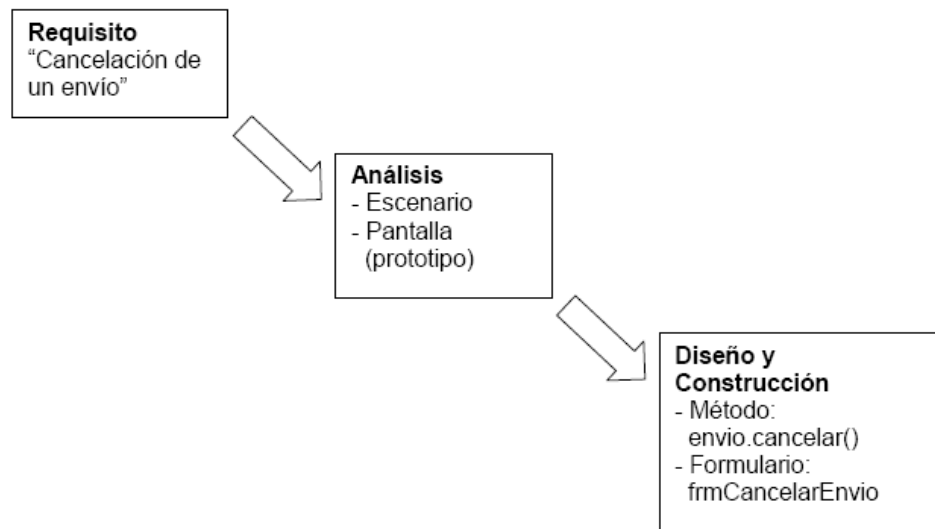 Requisito
“Cancelación de
un envío”
Análisis
- Escenario
- Pantalla
(prototipo)
Diseño y
Construcción
- Método:
envio.cancelar()
- Formulario:
frmCancelarEnvio